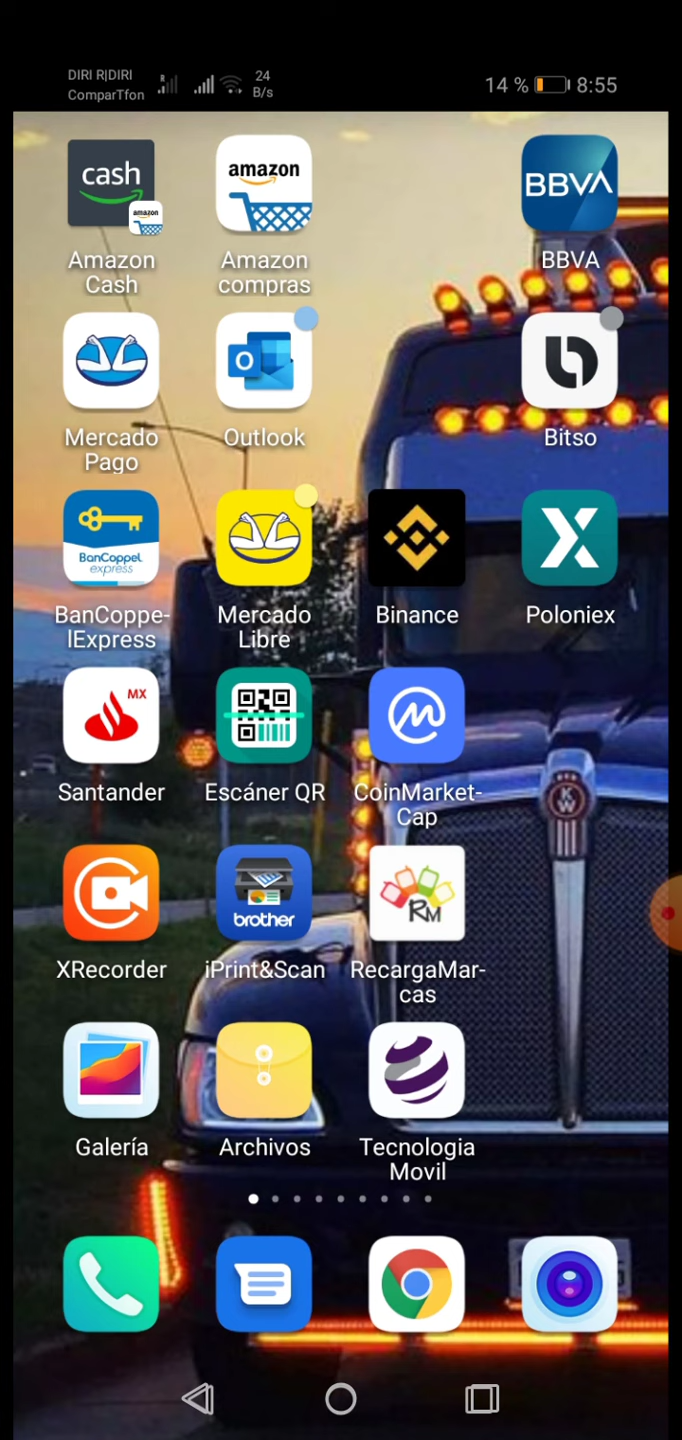 DIRI R|DIRI
ComparTfon
R
24
B/s
14 %
8:55
cash
amazon
amazon
BBVA
Amazon
Cash
Amazon
compras
BBVA
O
Mercado
Pago
Outlook
Bitso
BanCoppel
express
BanCoppe-
lExpress
Mercado
Libre
Binance
Poloniex
MX
Santander
Escáner QR
CoinMarket-
Cap
brother
RM
XRecorder
iPrint&Scan
RecargaMar-
cas
KW
Galería
Archivos
Tecnologia
Movil